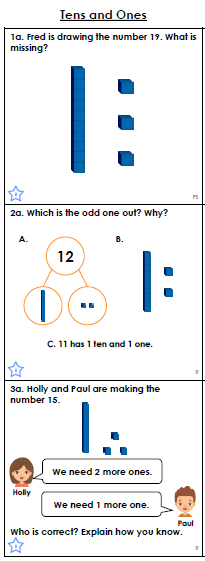 Tens and Ones
1a. Fred is drawing the number 19. What is
missing?
PS
2a. Which is the odd one out? Why?
A.
B.
12
C. 11 has 1 ten and 1 one.
R
3a. Holly and Paul are making the
number 15.
We need 2 more ones.
Holly
We need 1 more one.
Paul
Who is correct? Explain how you know.
R